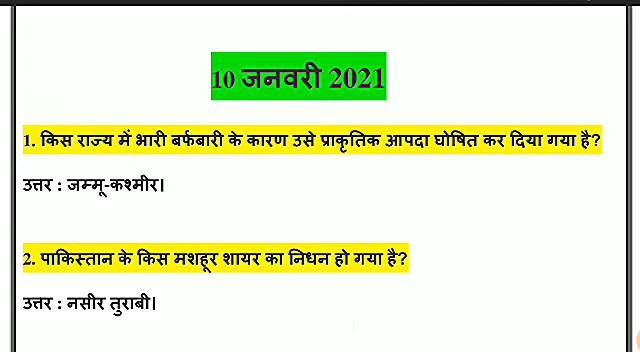 10 जनवरी 2021
1. किस राज्य में भारी बर्फबारी के कारण उसे प्राकृतिक आपदा घोषित कर दिया गया है?
उत्तर : जम्मू-कश्मीर।
2. पाकिस्तान के किस मशहूर शायर का निधन हो गया है?
उत्तर : नसीर तुराबी।